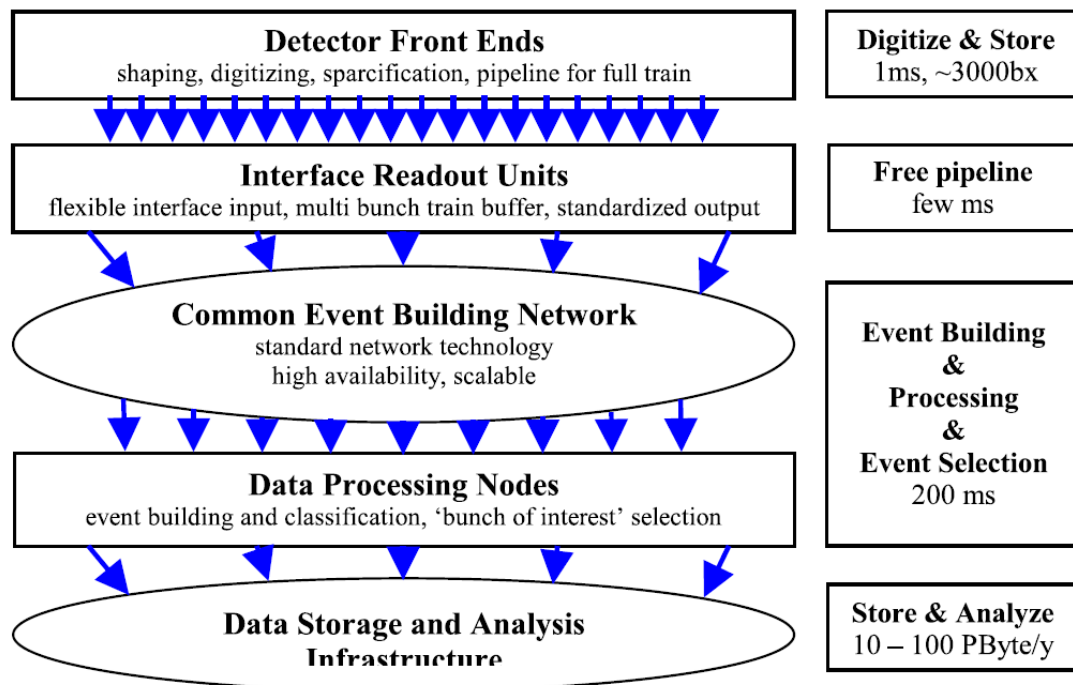 Detector Front Ends
shaping, digitizing, sparcification, pipeline for full train
Digitize & Store
1ms, ~3000bx
Interface Readout Units
flexible interface input, multi bunch train buffer, standardized output
Free pipeline
few ms
Common Event Building Network
standard network technology
high availability, scalable
Event Building
&
Processing
&
Event Selection
200 ms
Data Processing Nodes
event building and classification, ‘bunch of interest’ selection
Data Storage and Analysis
Infrastructure
Store & Analyze
10 – 100 PByte/y